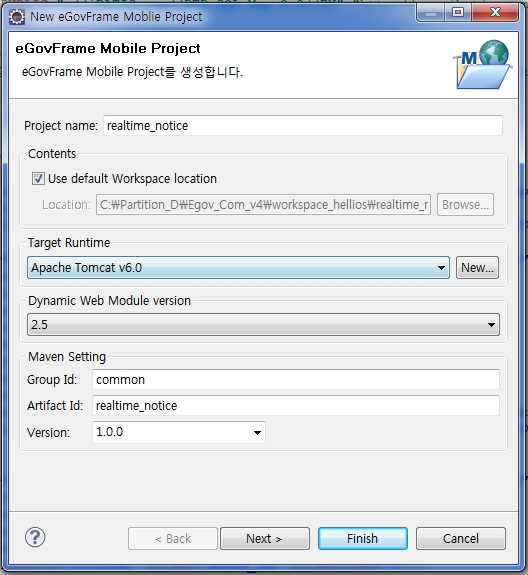 New eGovFrame Moblie Project
eGovFrame Mobile Project
eGovFrame Mobile Project를 생성합니다.
M
Project name: realtime_notice
Contents
Use default Workspace location
Location: C:₩Partition_D₩Egov_Com_v4₩workspace_hellios₩realtime_r Browse...
Target Runtime
Apache Tomcat v6.0 New...
Dynamic Web Module version
2.5
Maven Setting
Group Id: common
Artifact Id: realtime_notice
Version: 1.0.0
? < Back Next > Finish Cancel